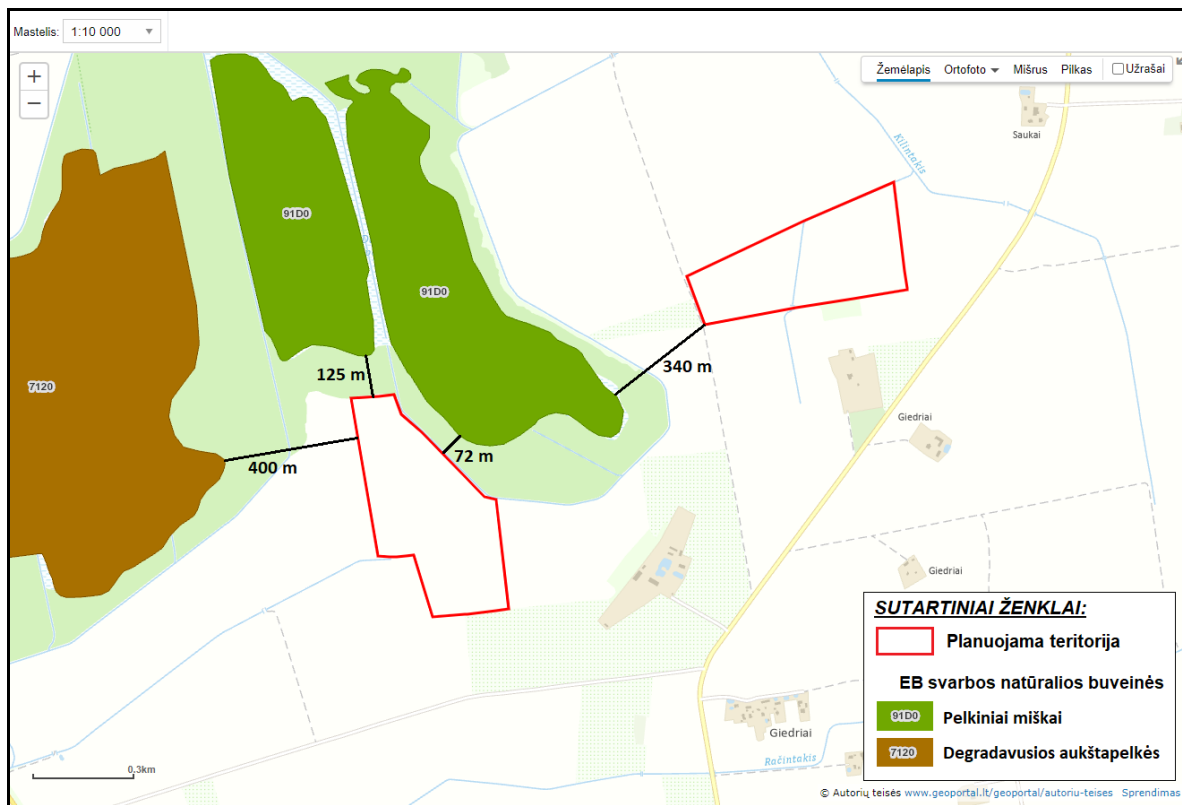 Mastelis: 1:10 000
+
−
Žemėlapis Ortofoto Mišrus Pilkas Užrašai
Saukai
Kilintakis
91D0
91D0
7120
125 m
340 m
72 m
400 m
Giedriai
Giedriai
Giedriai
Račintakis
0.3km
SUTARTINIAI ŽENKLAI:
Planuojama teritorija
EB svarbos natūralios buveinės
91D0 Pelkiniai miškai
7120 Degradavusios aukštapelkės
© Autorių teisės www.geoportal.lt/geoportal/autoriu-teises Sprendimas